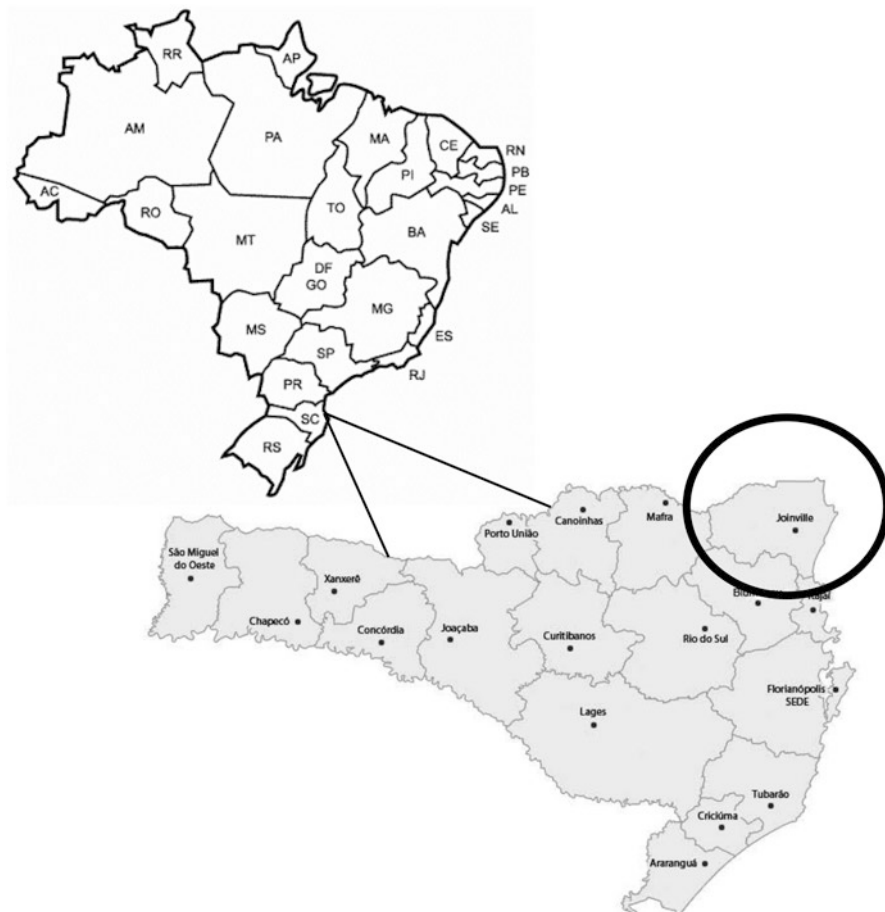 RR
AP
AM
PA
MA
CE
RN
PI
PB
PE
AC
AL
RO
TO
SE
BA
MT
DF
GO
MG
MS
ES
SP
RJ
PR
SC
RS
Joinville
Mafra
Canoinhas
Porto União
São Miguel
do Oeste
Xanxerê
Chapecó
Concórdia
Joaçaba
Curitibanos
Rio do Sul
Florianópolis
SEDE
Lages
Tubarão
Criciúma
Araranguá